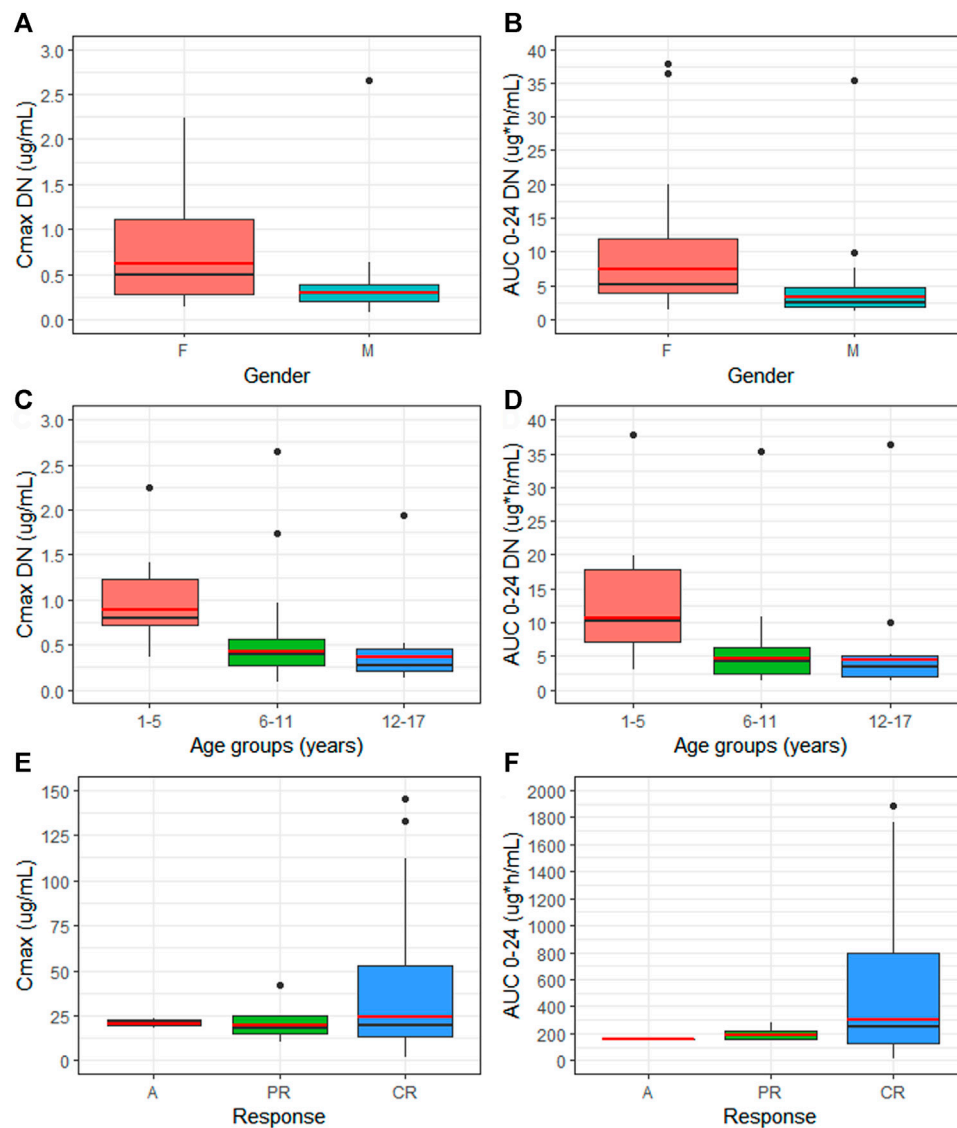 A
Cmax DN (ug/mL)
3.0
2.5
2.0
1.5
1.0
0.5
0.0
F
M
Gender
B
AUC 0-24 DN (ug*h/mL)
40
35
30
25
20
15
10
5
0
F
M
Gender
C
Cmax DN (ug/mL)
3.0
2.5
2.0
1.5
1.0
0.5
0.0
1-5
6-11
12-17
Age groups (years)
D
AUC 0-24 DN (ug*h/mL)
40
35
30
25
20
15
10
5
0
1-5
6-11
12-17
Age groups (years)
E
Cmax (ug/mL)
150
125
100
75
50
25
0
A
PR
CR
Response
F
AUC 0-24 (ug*h/mL)
2000
1800
1600
1400
1200
1000
800
600
400
200
0
A
PR
CR
Response